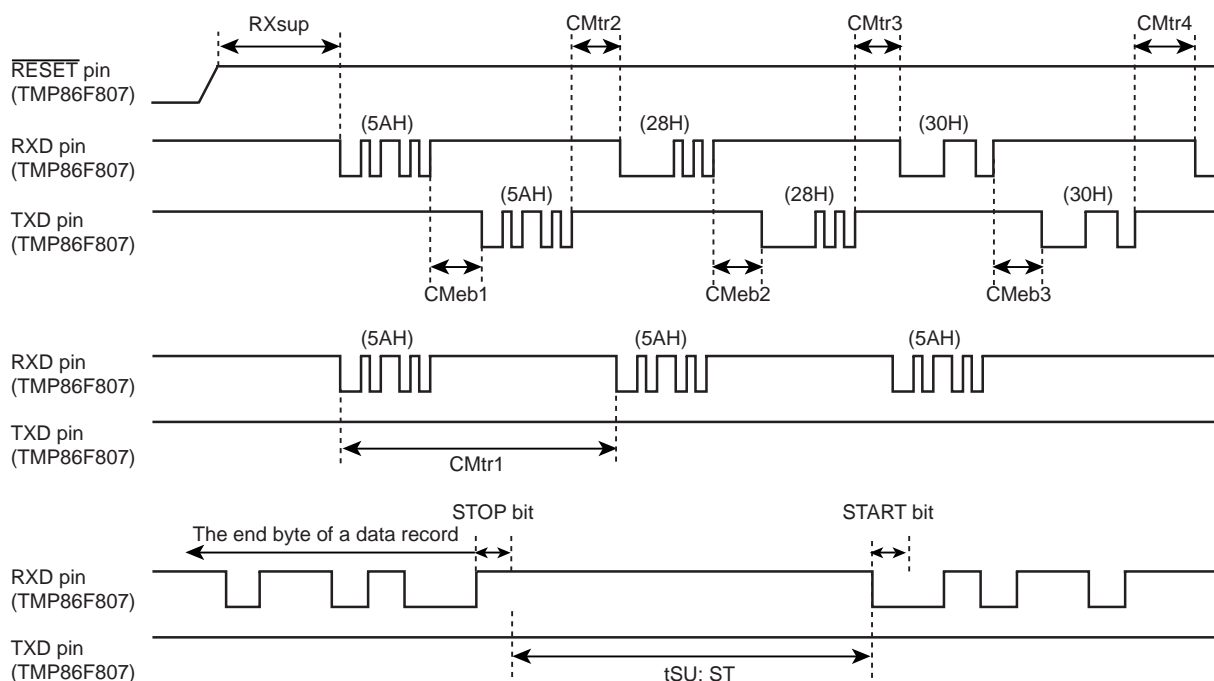 RXsup
CMtr2
CMtr3
CMtr4
RESET pin
(TMP86F807)
(5AH)
(28H)
(30H)
RXD pin
(TMP86F807)
(5AH)
(28H)
(30H)
TXD pin
(TMP86F807)
CMeb1
CMeb2
CMeb3
(5AH)
(5AH)
(5AH)
RXD pin
(TMP86F807)
TXD pin
(TMP86F807)
CMtr1
STOP bit
START bit
The end byte of a data record
RXD pin
(TMP86F807)
TXD pin
(TMP86F807)
tSU; ST